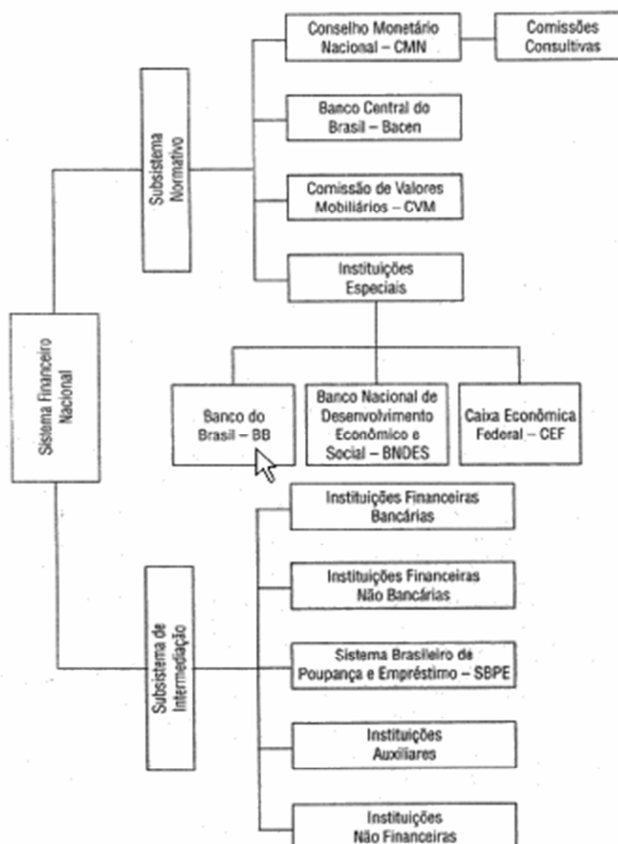 Conselho Monetário
Nacional – CMN
Comissões
Consultivas
Banco Central do
Brasil – Bacen
Subsistema
Normativo
Comissão de Valores
Mobiliários – CVM
Instituições
Especiais
Sistema Financeiro
Nacional
Banco do
Brasil – BB
Banco Nacional de
Desenvolvimento
Econômico e
Social – BNDES
Caixa Econômica
Federal – CEF
Instituições Financeiras
Bancárias
Instituições Financeiras
Não Bancárias
Subsistema de
Intermediação
Sistema Brasileiro de
Poupança e Empréstimo – SBPE
Instituições
Auxiliares
Instituições
Não Financeiras